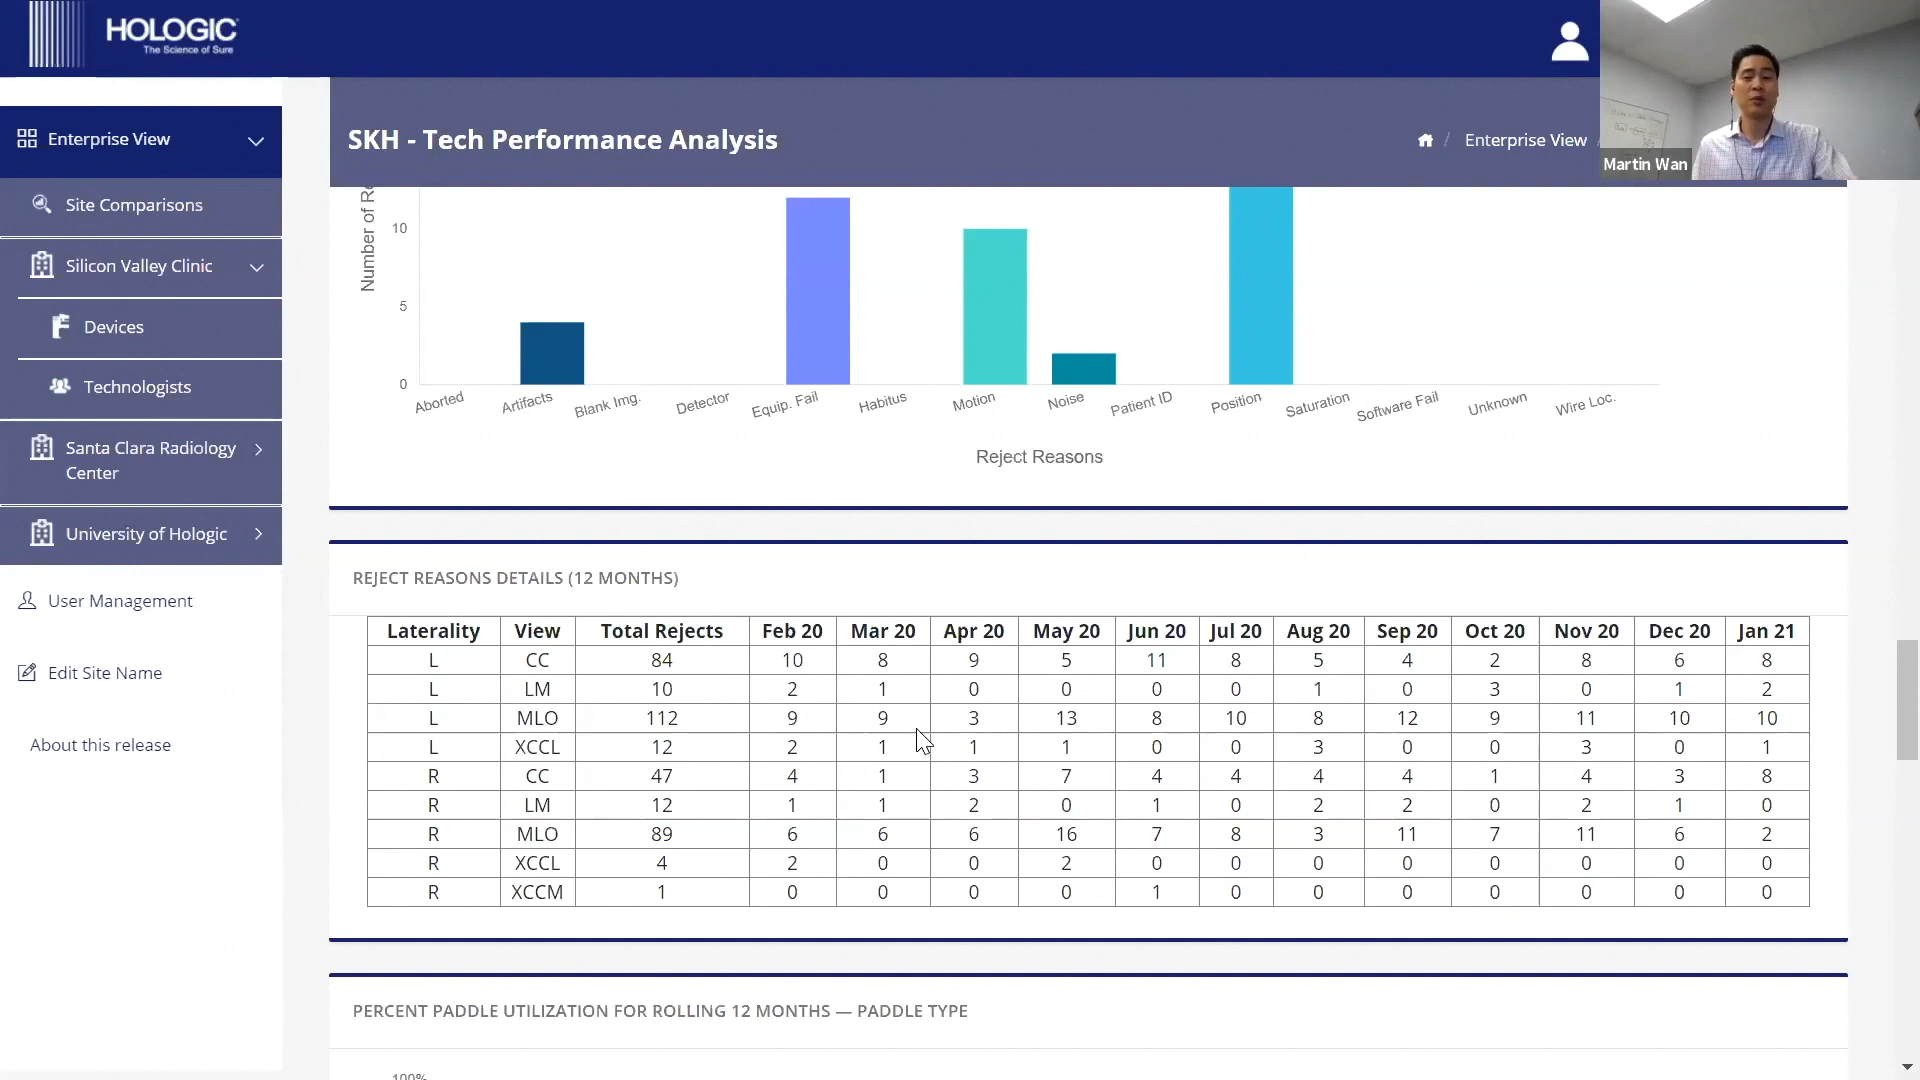 HOLOGIC
The Science of Sure
Martin Wan
Enterprise View
Site Comparisons
Silicon Valley Clinic
Devices
Technologists
Santa Clara Radiology
Center
University of Hologic
User Management
Edit Site Name
About this release
SKH - Tech Performance Analysis
/ Enterprise View /
Number of Re
10
5
0
Aborted Artifacts Blank Img. Detector Equip. Fail Habitus Motion Noise Patient ID Position Saturation Software Fail Unknown Wire Loc.
Reject Reasons
REJECT REASONS DETAILS (12 MONTHS)
Laterality View Total Rejects Feb 20 Mar 20 Apr 20 May 20 Jun 20 Jul 20 Aug 20 Sep 20 Oct 20 Nov 20 Dec 20 Jan 21
L CC 84 10 8 9 5 11 8 5 4 2 8 6 8
L LM 10 2 1 0 0 0 0 1 0 3 0 1 2
L MLO 112 9 9 3 13 8 10 8 12 9 11 10 10
L XCCL 12 2 1 1 1 0 0 3 0 0 3 0 1
R CC 47 4 1 3 7 4 4 4 4 1 4 3 8
R LM 12 1 1 2 0 1 0 2 2 0 2 1 0
R MLO 89 6 6 6 16 7 8 3 11 7 11 6 2
R XCCL 4 2 0 0 2 0 0 0 0 0 0 0 0
R XCCM 1 0 0 0 0 1 0 0 0 0 0 0 0
PERCENT PADDLE UTILIZATION FOR ROLLING 12 MONTHS — PADDLE TYPE
100%